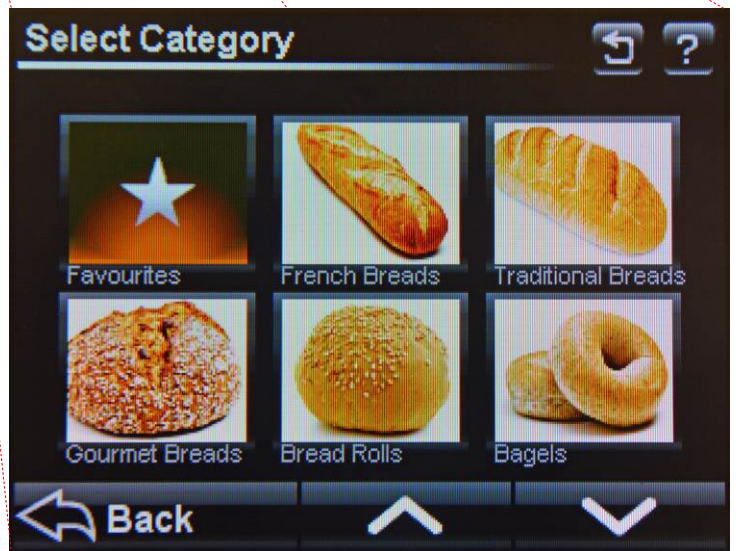 Select Category
?
Favourites
French Breads
Traditional Breads
Gourmet Breads
Bread Rolls
Bagels
Back